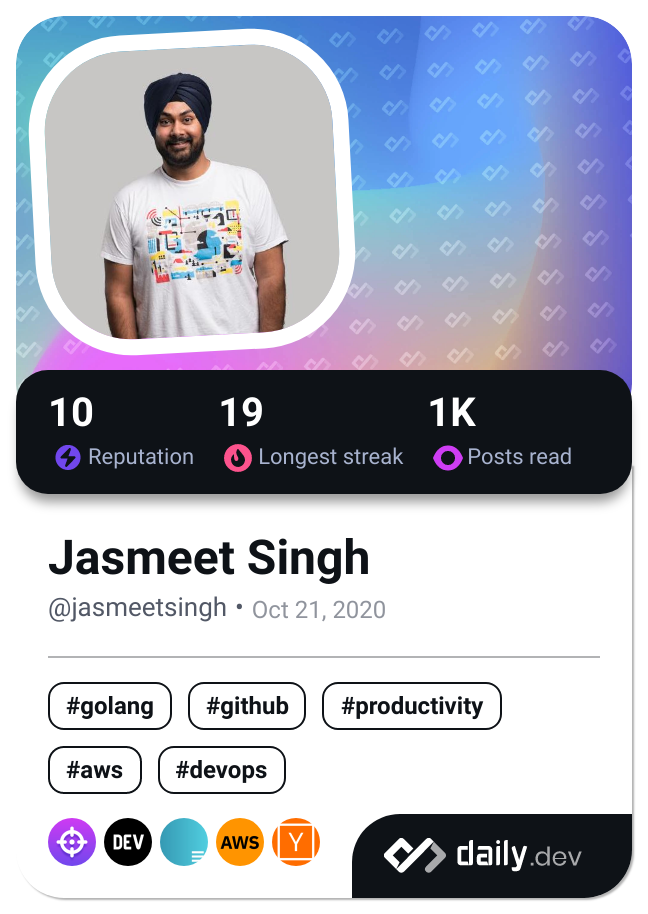 10 19 1K
Reputation Longest streak Posts read
Jasmeet Singh
@jasmeetsingh • Oct 21, 2020
#golang #github #productivity
#aws #devops
DEV AWS Y
daily.dev